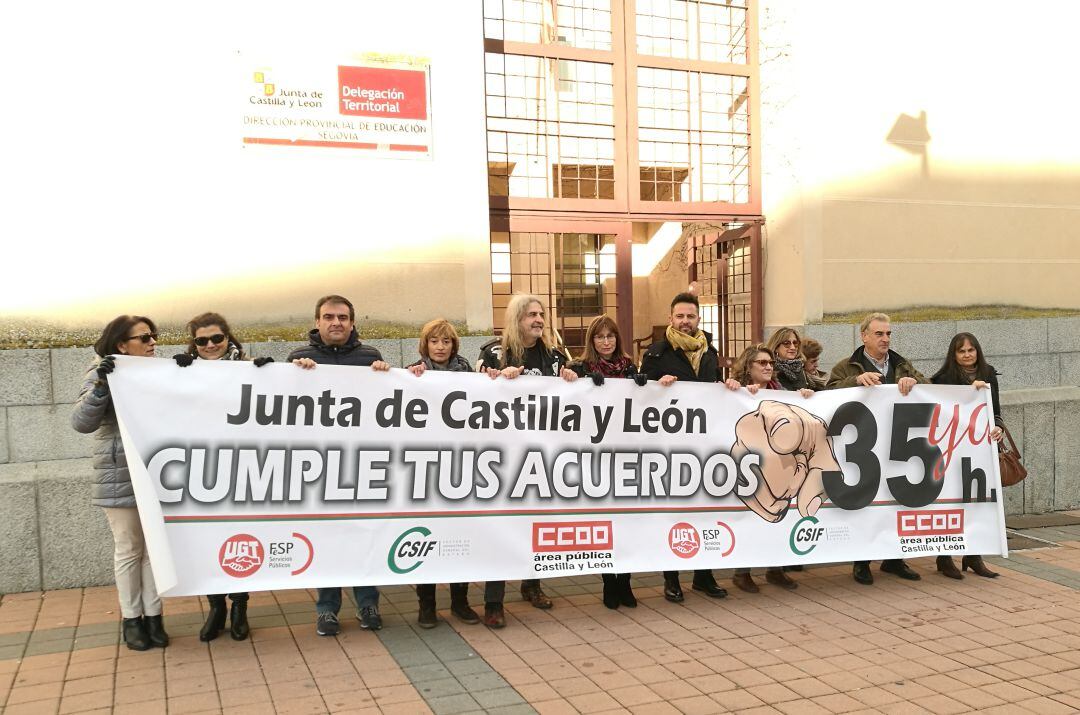 Junta de
Castilla y León
Delegación
Territorial
DIRECCIÓN PROVINCIAL DE EDUCACIÓN
SEGOVIA
Junta de Castilla y León
CUMPLE TUS ACUERDOS
35 h.
ya
UGT
FeSP
Servicios
Públicos
CSIF
CCOO
área pública
Castilla y León
UGT
FeSP
Servicios
Públicos
CSIF
CCOO
área pública
Castilla y León